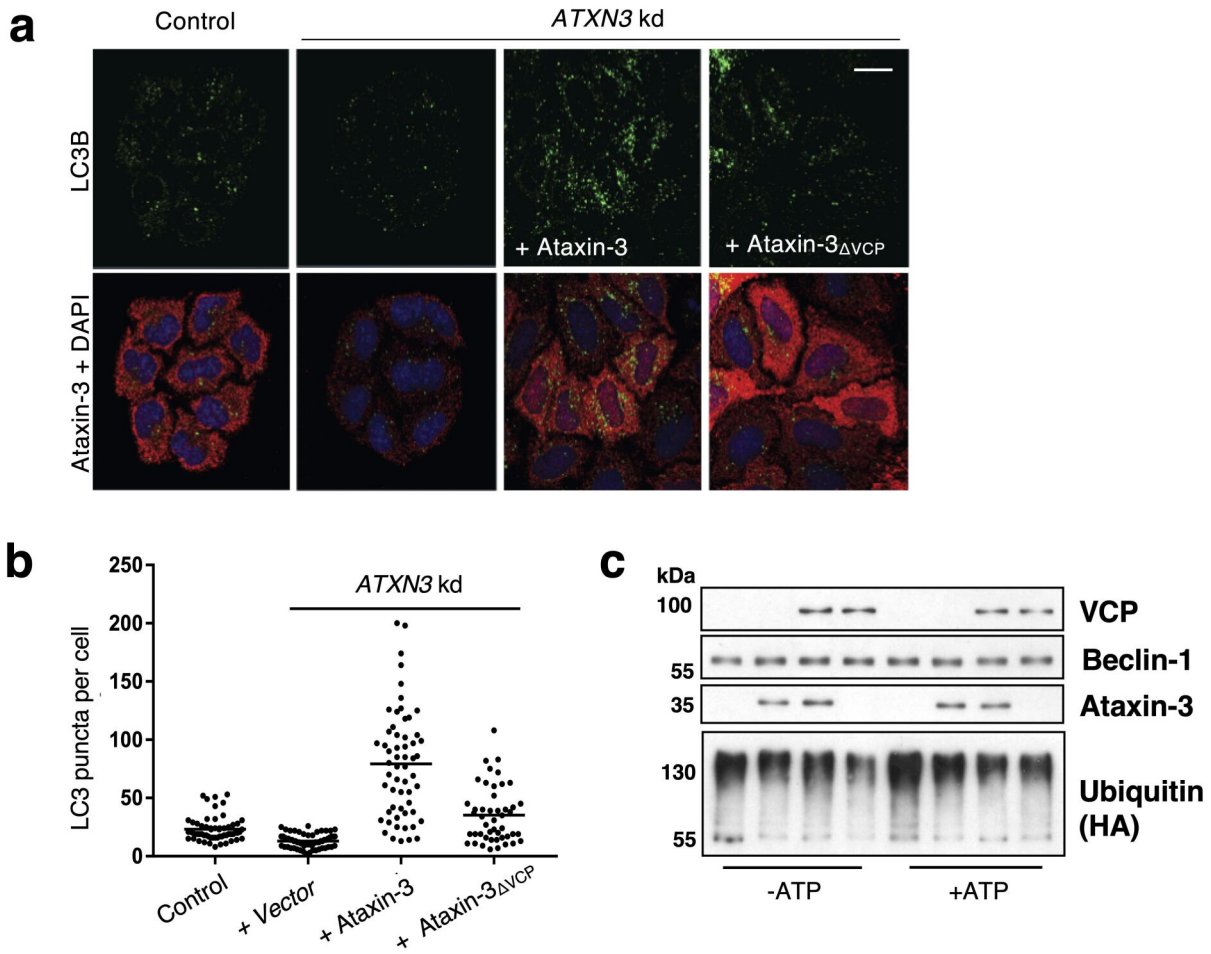 a
Control
ATXN3 kd
LC3B
+ Ataxin-3
+ Ataxin-3ΔVCP
Ataxin-3 + DAPI
b
LC3 puncta per cell
250
200
150
100
50
0
ATXN3 kd
Control
+ Vector
+ Ataxin-3
+ Ataxin-3ΔVCP
c
kDa
100
VCP
55
Beclin-1
35
Ataxin-3
130
55
Ubiquitin
(HA)
-ATP
+ATP